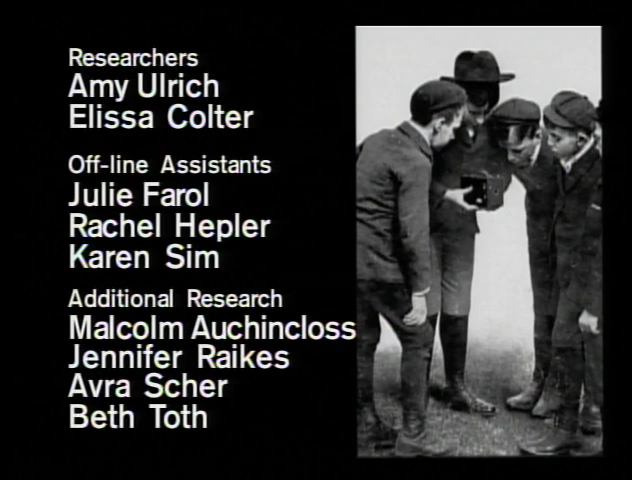 Researchers
Amy Ulrich
Elissa Colter
Off-line Assistants
Julie Farol
Rachel Hepler
Karen Sim
Additional Research
Malcolm Auchincloss
Jennifer Raikes
Avra Scher
Beth Toth